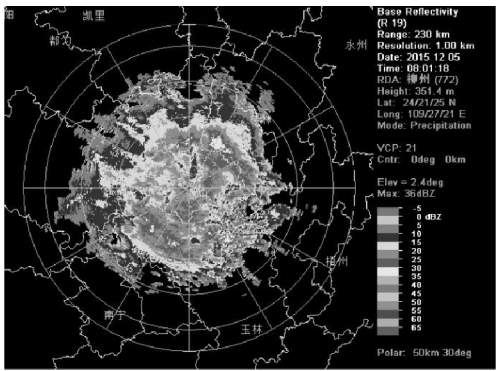 凯里
都匀
永州
梧州
南宁
玉林
Base Reflectivity
(R 19)
Range: 230 km
Resolution: 1.00 km
Date: 2015 12 05
Time: 08:01:18
RDA: 柳州 (772)
Height: 351.4 m
Lat: 24/21/25 N
Long: 109/27/21 E
Mode: Precipitation
VCP: 21
Cntr: 0deg 0km
Elev = 2.4deg
Max: 36dBZ
-5
0 dBZ
5
10
15
20
25
30
35
40
45
50
55
60
65
Polar: 50km 30deg